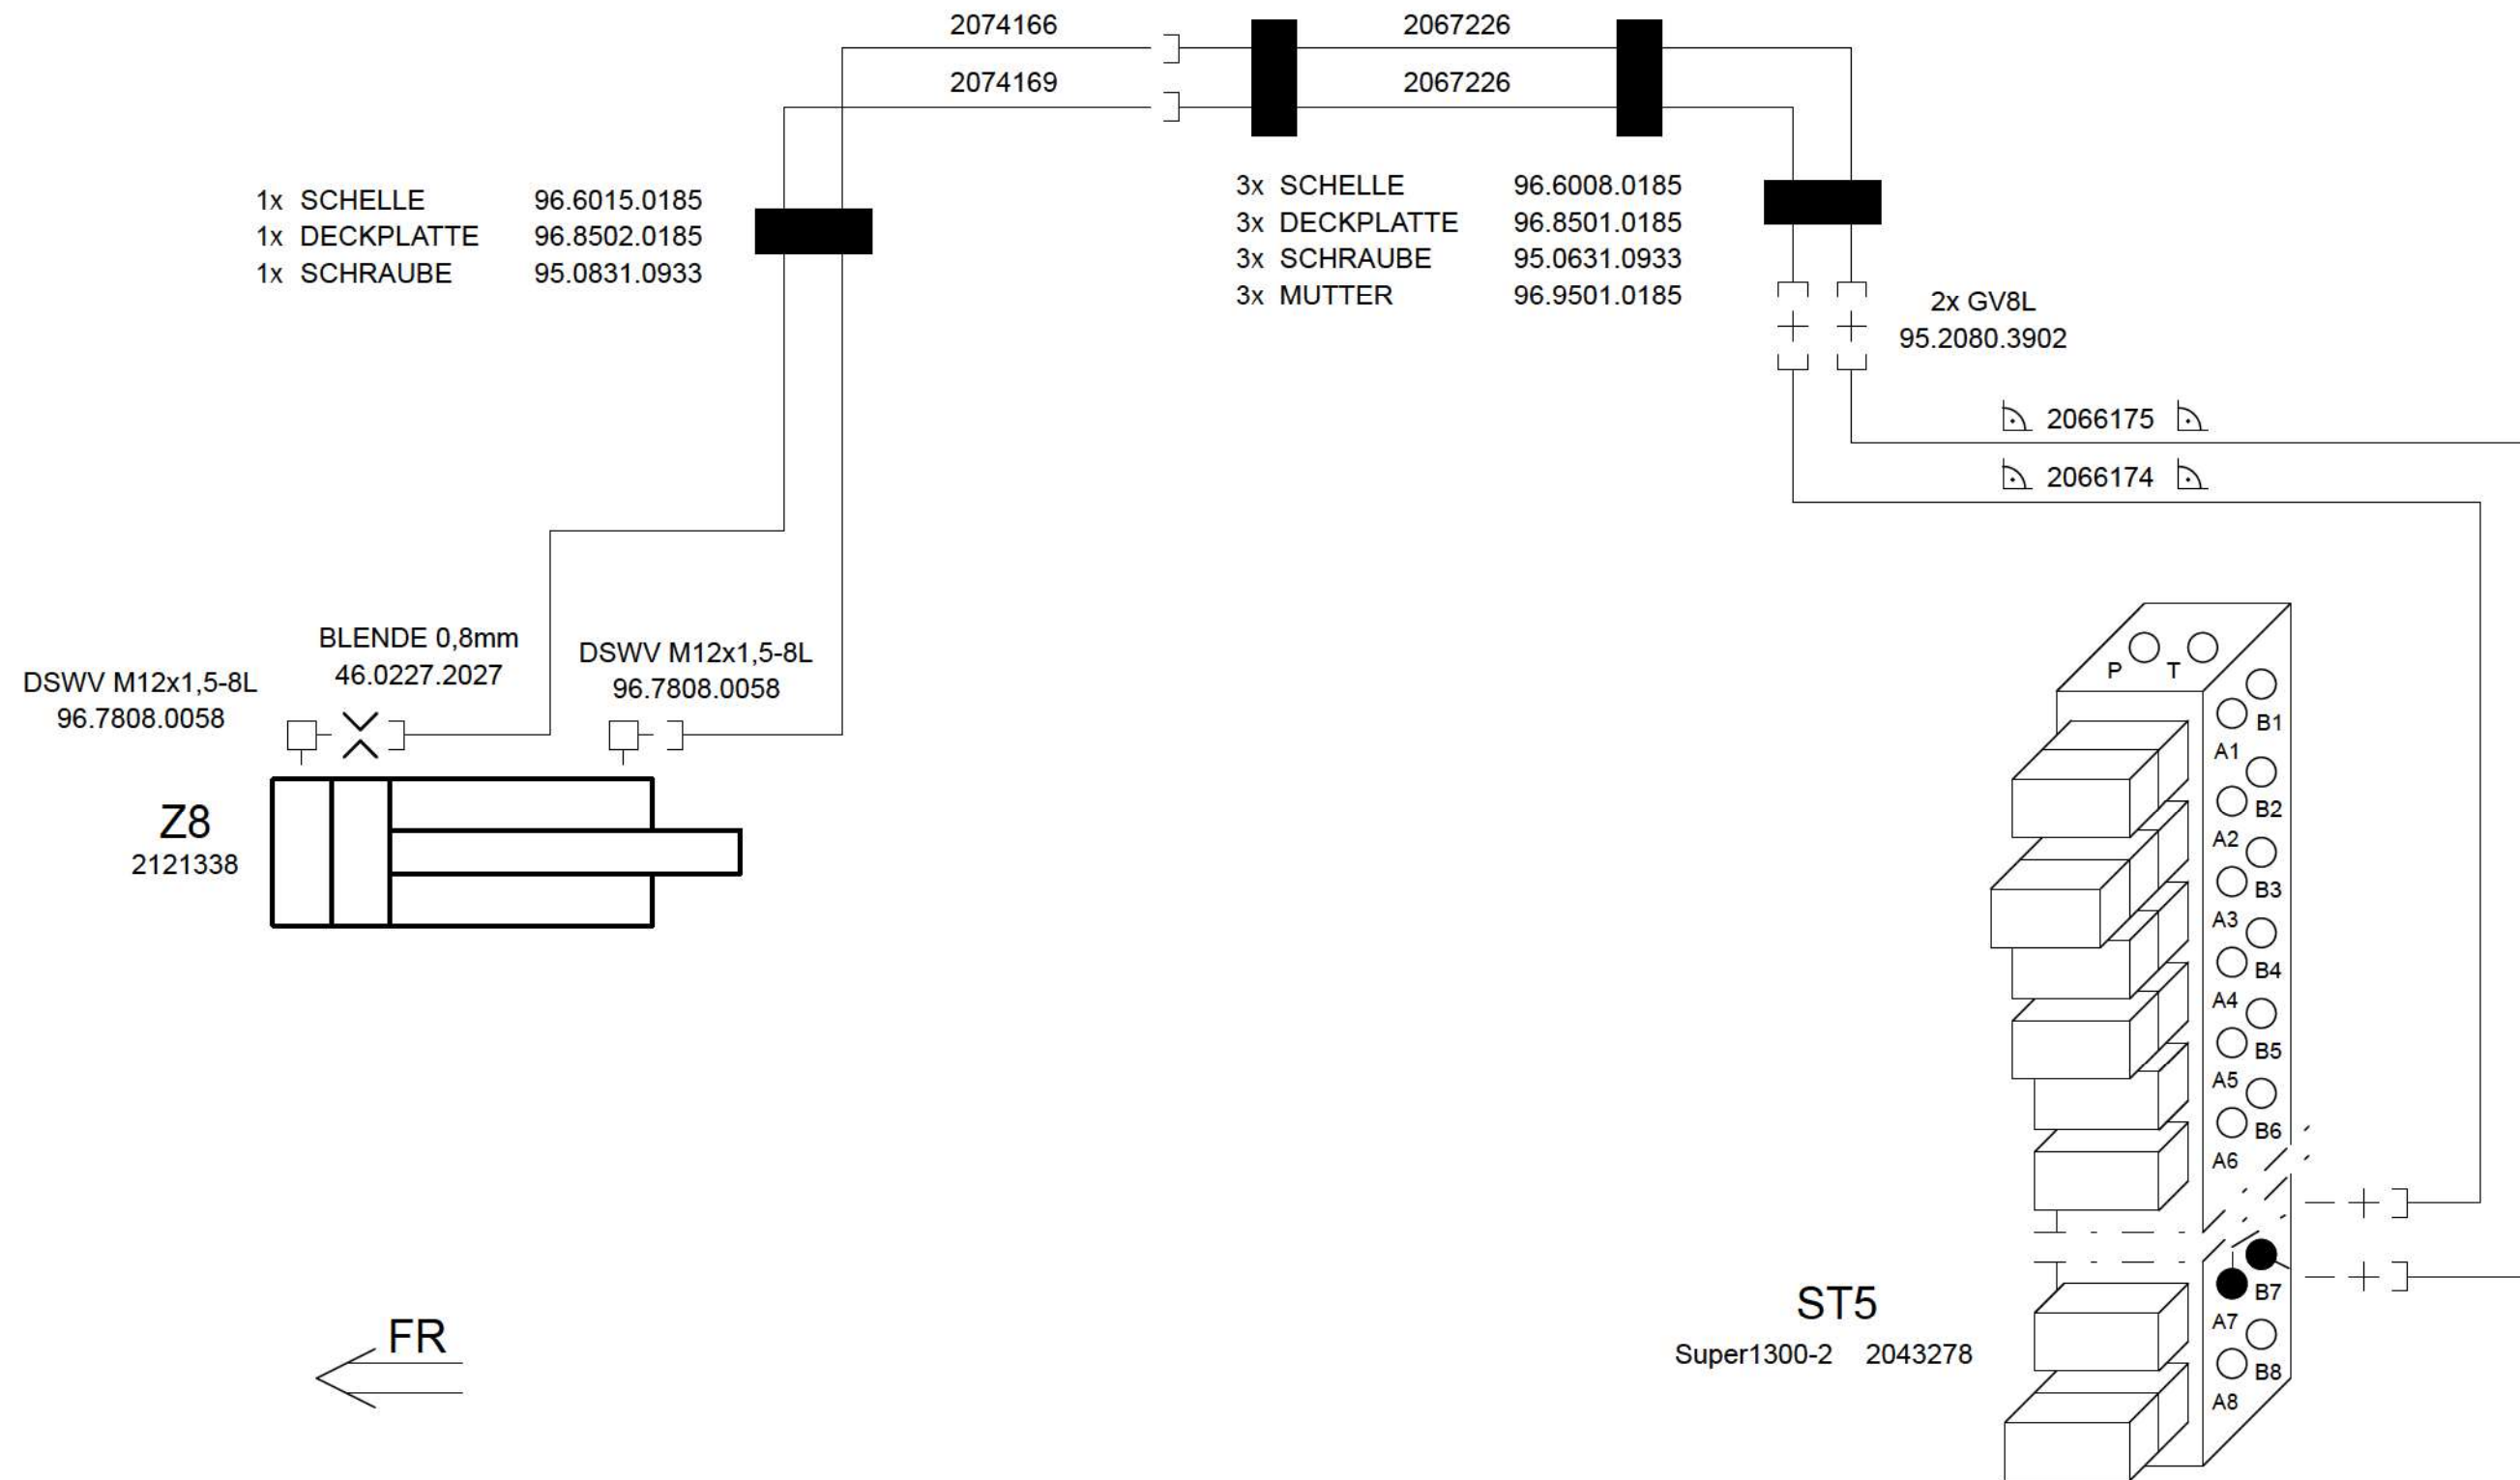 2074166
2067226
2074169
2067226
1x SCHELLE 96.6015.0185
1x DECKPLATTE 96.8502.0185
1x SCHRAUBE 95.0831.0933
3x SCHELLE 96.6008.0185
3x DECKPLATTE 96.8501.0185
3x SCHRAUBE 95.0631.0933
3x MUTTER 96.9501.0185
2x GV8L
95.2080.3902
2066175
2066174
DSWV M12x1,5-8L
96.7808.0058
BLENDE 0,8mm
46.0227.2027
DSWV M12x1,5-8L
96.7808.0058
Z8
2121338
P T
B1
A1
B2
A2
B3
A3
B4
A4
B5
A5
B6
A6
B7
A7
B8
A8
ST5
Super1300-2 2043278
FR